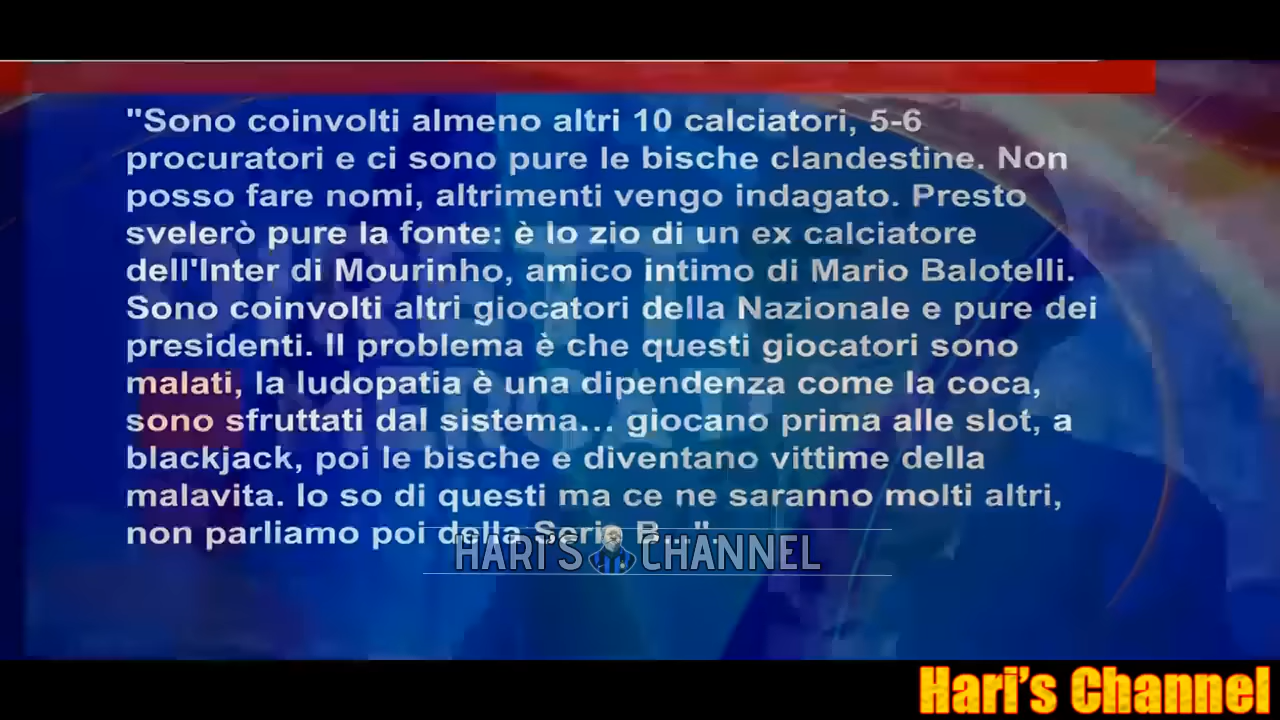 "Sono coinvolti almeno altri 10 calciatori, 5-6
procuratori e ci sono pure le bische clandestine. Non
posso fare nomi, altrimenti vengo indagato. Presto
svelerò pure la fonte: è lo zio di un ex calciatore
dell'Inter di Mourinho, amico intimo di Mario Balotelli.
Sono coinvolti altri giocatori della Nazionale e pure dei
presidenti. Il problema è che questi giocatori sono
malati, la ludopatia è una dipendenza come la coca,
sono sfruttati dal sistema... giocano prima alle slot, a
blackjack, poi le bische e diventano vittime della
malavita. Io so di questi ma ce ne saranno molti altri,
non parliamo poi della Serie B...".
HARI'S CHANNEL
Hari's Channel